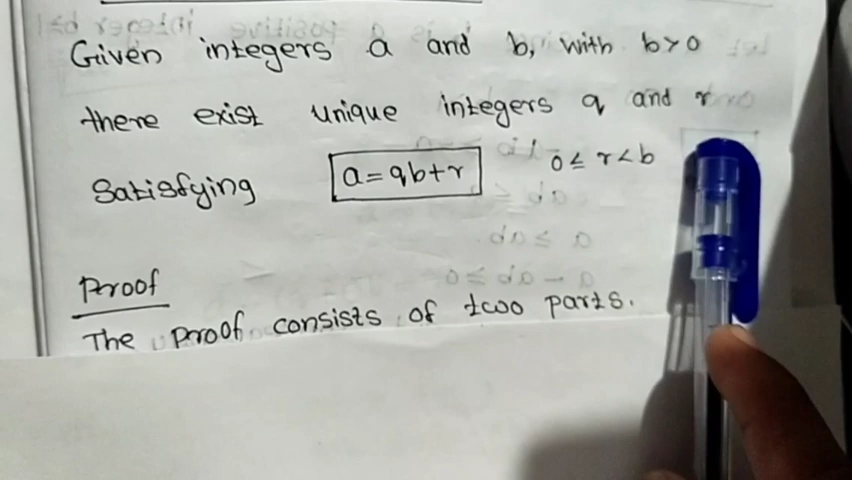 Given integers a and b, with b>0
there exist unique integers q and r
Satisfying a=qb+r 0≤ r<b
Proof
The proof consists of two parts.